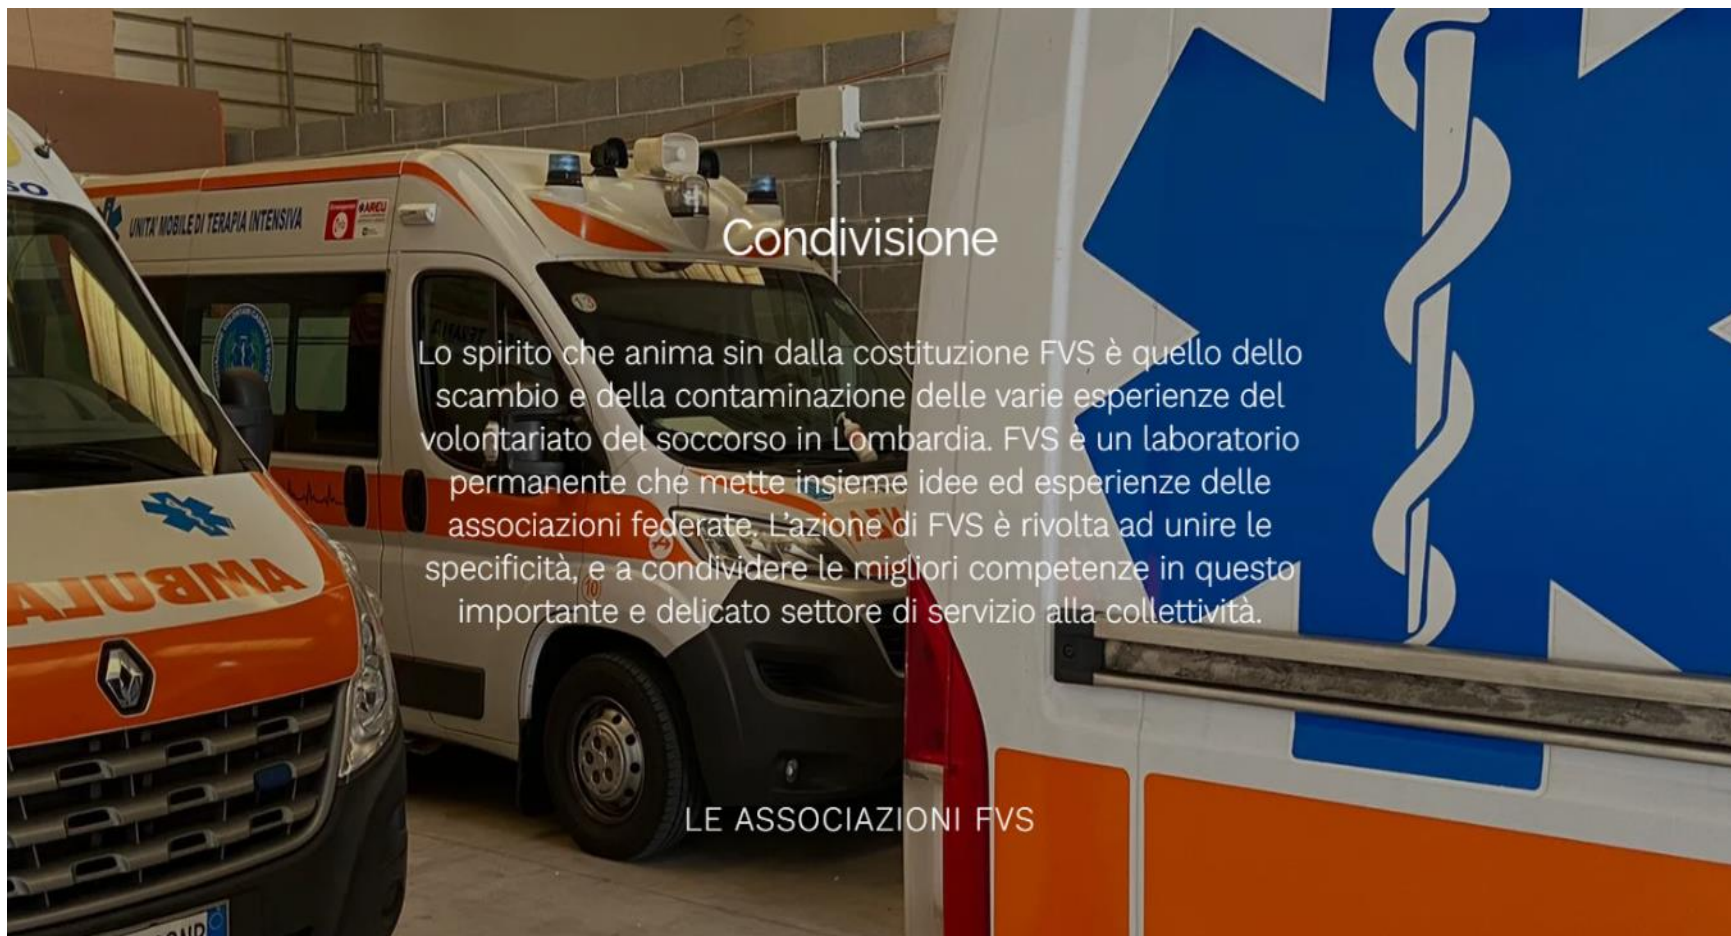 UNITA' MOBILE DI TERAPIA INTENSIVA
AREU
Condivisione
Lo spirito che anima sin dalla costituzione FVS è quello dello
scambio e della contaminazione delle varie esperienze del
volontariato del soccorso in Lombardia. FVS è un laboratorio
permanente che mette insieme idee ed esperienze delle
associazioni federate. L'azione di FVS è rivolta ad unire le
specificità, e a condividere le migliori competenze in questo
importante e delicato settore di servizio alla collettività.
13
10
AMBULA
LE ASSOCIAZIONI FVS